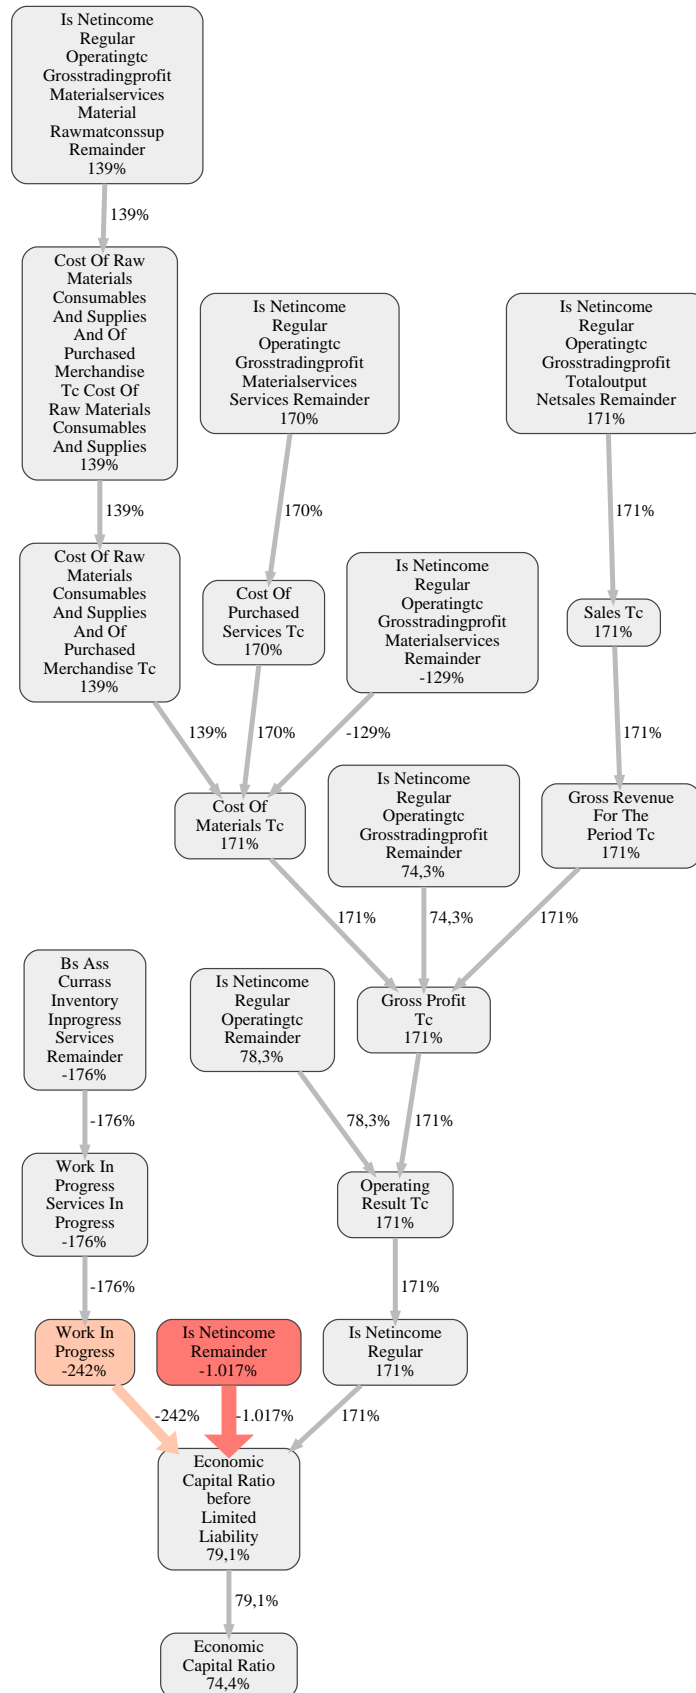 Is Netincome
Regular
Operatingtc
Grosstradingprofit
Materialservices
Material
Rawmatconssup
Remainder
139%
139%
Cost Of Raw
Materials
Consumables
And Supplies
And Of
Purchased
Merchandise
Tc Cost Of
Raw Materials
Consumables
And Supplies
139%
Is Netincome
Regular
Operatingtc
Grosstradingprofit
Materialservices
Services Remainder
170%
Is Netincome
Regular
Operatingtc
Grosstradingprofit
Totaloutput
Netsales Remainder
171%
139%
170%
171%
Cost Of Raw
Materials
Consumables
And Supplies
And Of
Purchased
Merchandise Tc
139%
Cost Of
Purchased
Services Tc
170%
Is Netincome
Regular
Operatingtc
Grosstradingprofit
Materialservices
Remainder
-129%
Sales Tc
171%
139%
170%
-129%
171%
Cost Of
Materials Tc
171%
Is Netincome
Regular
Operatingtc
Grosstradingprofit
Remainder
74,3%
Gross Revenue
For The
Period Tc
171%
171%
74,3%
171%
Bs Ass
Currass
Inventory
Inprogress
Services
Remainder
-176%
Is Netincome
Regular
Operatingtc
Remainder
78,3%
Gross Profit
Tc
171%
-176%
78,3%
171%
Work In
Progress
Services In
Progress
-176%
Operating
Result Tc
171%
-176%
171%
Work In
Progress
-242%
Is Netincome
Remainder
-1.017%
Is Netincome
Regular
171%
-242%
-1.017%
171%
Economic
Capital Ratio
before
Limited
Liability
79,1%
79,1%
Economic
Capital Ratio
74,4%